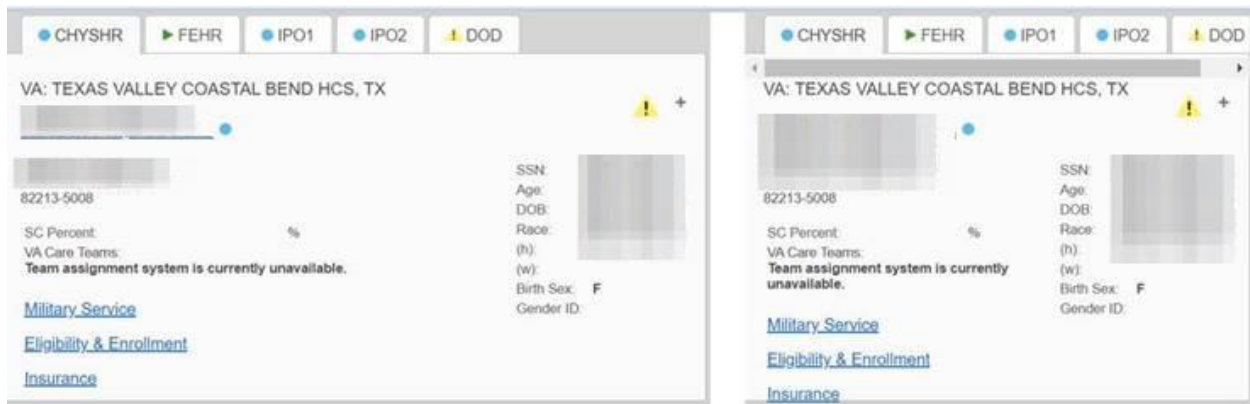 CHYSHR FEHR IPO1 IPO2 DOD
VA: TEXAS VALLEY COASTAL BEND HCS, TX
82213-5008
SC Percent: %
VA Care Teams:
Team assignment system is currently unavailable.
Military Service
Eligibility & Enrollment
Insurance
SSN:
Age:
DOB:
Race:
(h):
(w):
Birth Sex: F
Gender ID:
CHYSHR FEHR IPO1 IPO2 DOD
VA: TEXAS VALLEY COASTAL BEND HCS, TX
82213-5008
SC Percent: %
VA Care Teams:
Team assignment system is currently
unavailable.
Military Service
Eligibility & Enrollment
Insurance
SSN:
Age:
DOB:
Race:
(h):
(w):
Birth Sex: F
Gender ID: